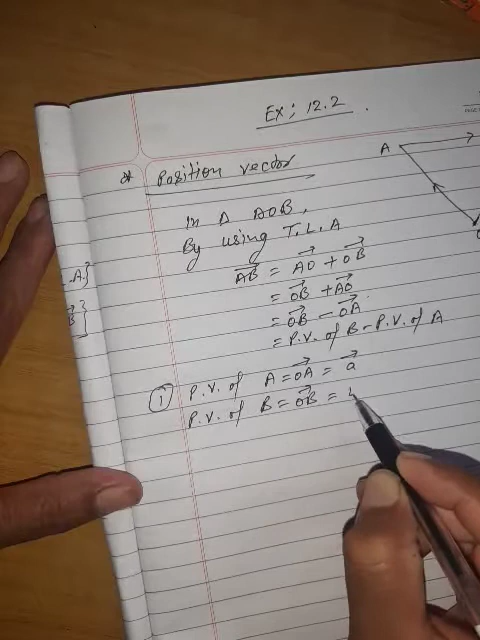 Ex: 12.2.
* Position vector
In Δ AOB,
By using T.L.A
A
→AB = →AO + →OB
= →OB + →AO
= →OB - →OA
= P.V. of B - P.V. of A
A}
B}
① P.V. of A = →OA = →a
P.V. of B = →OB =